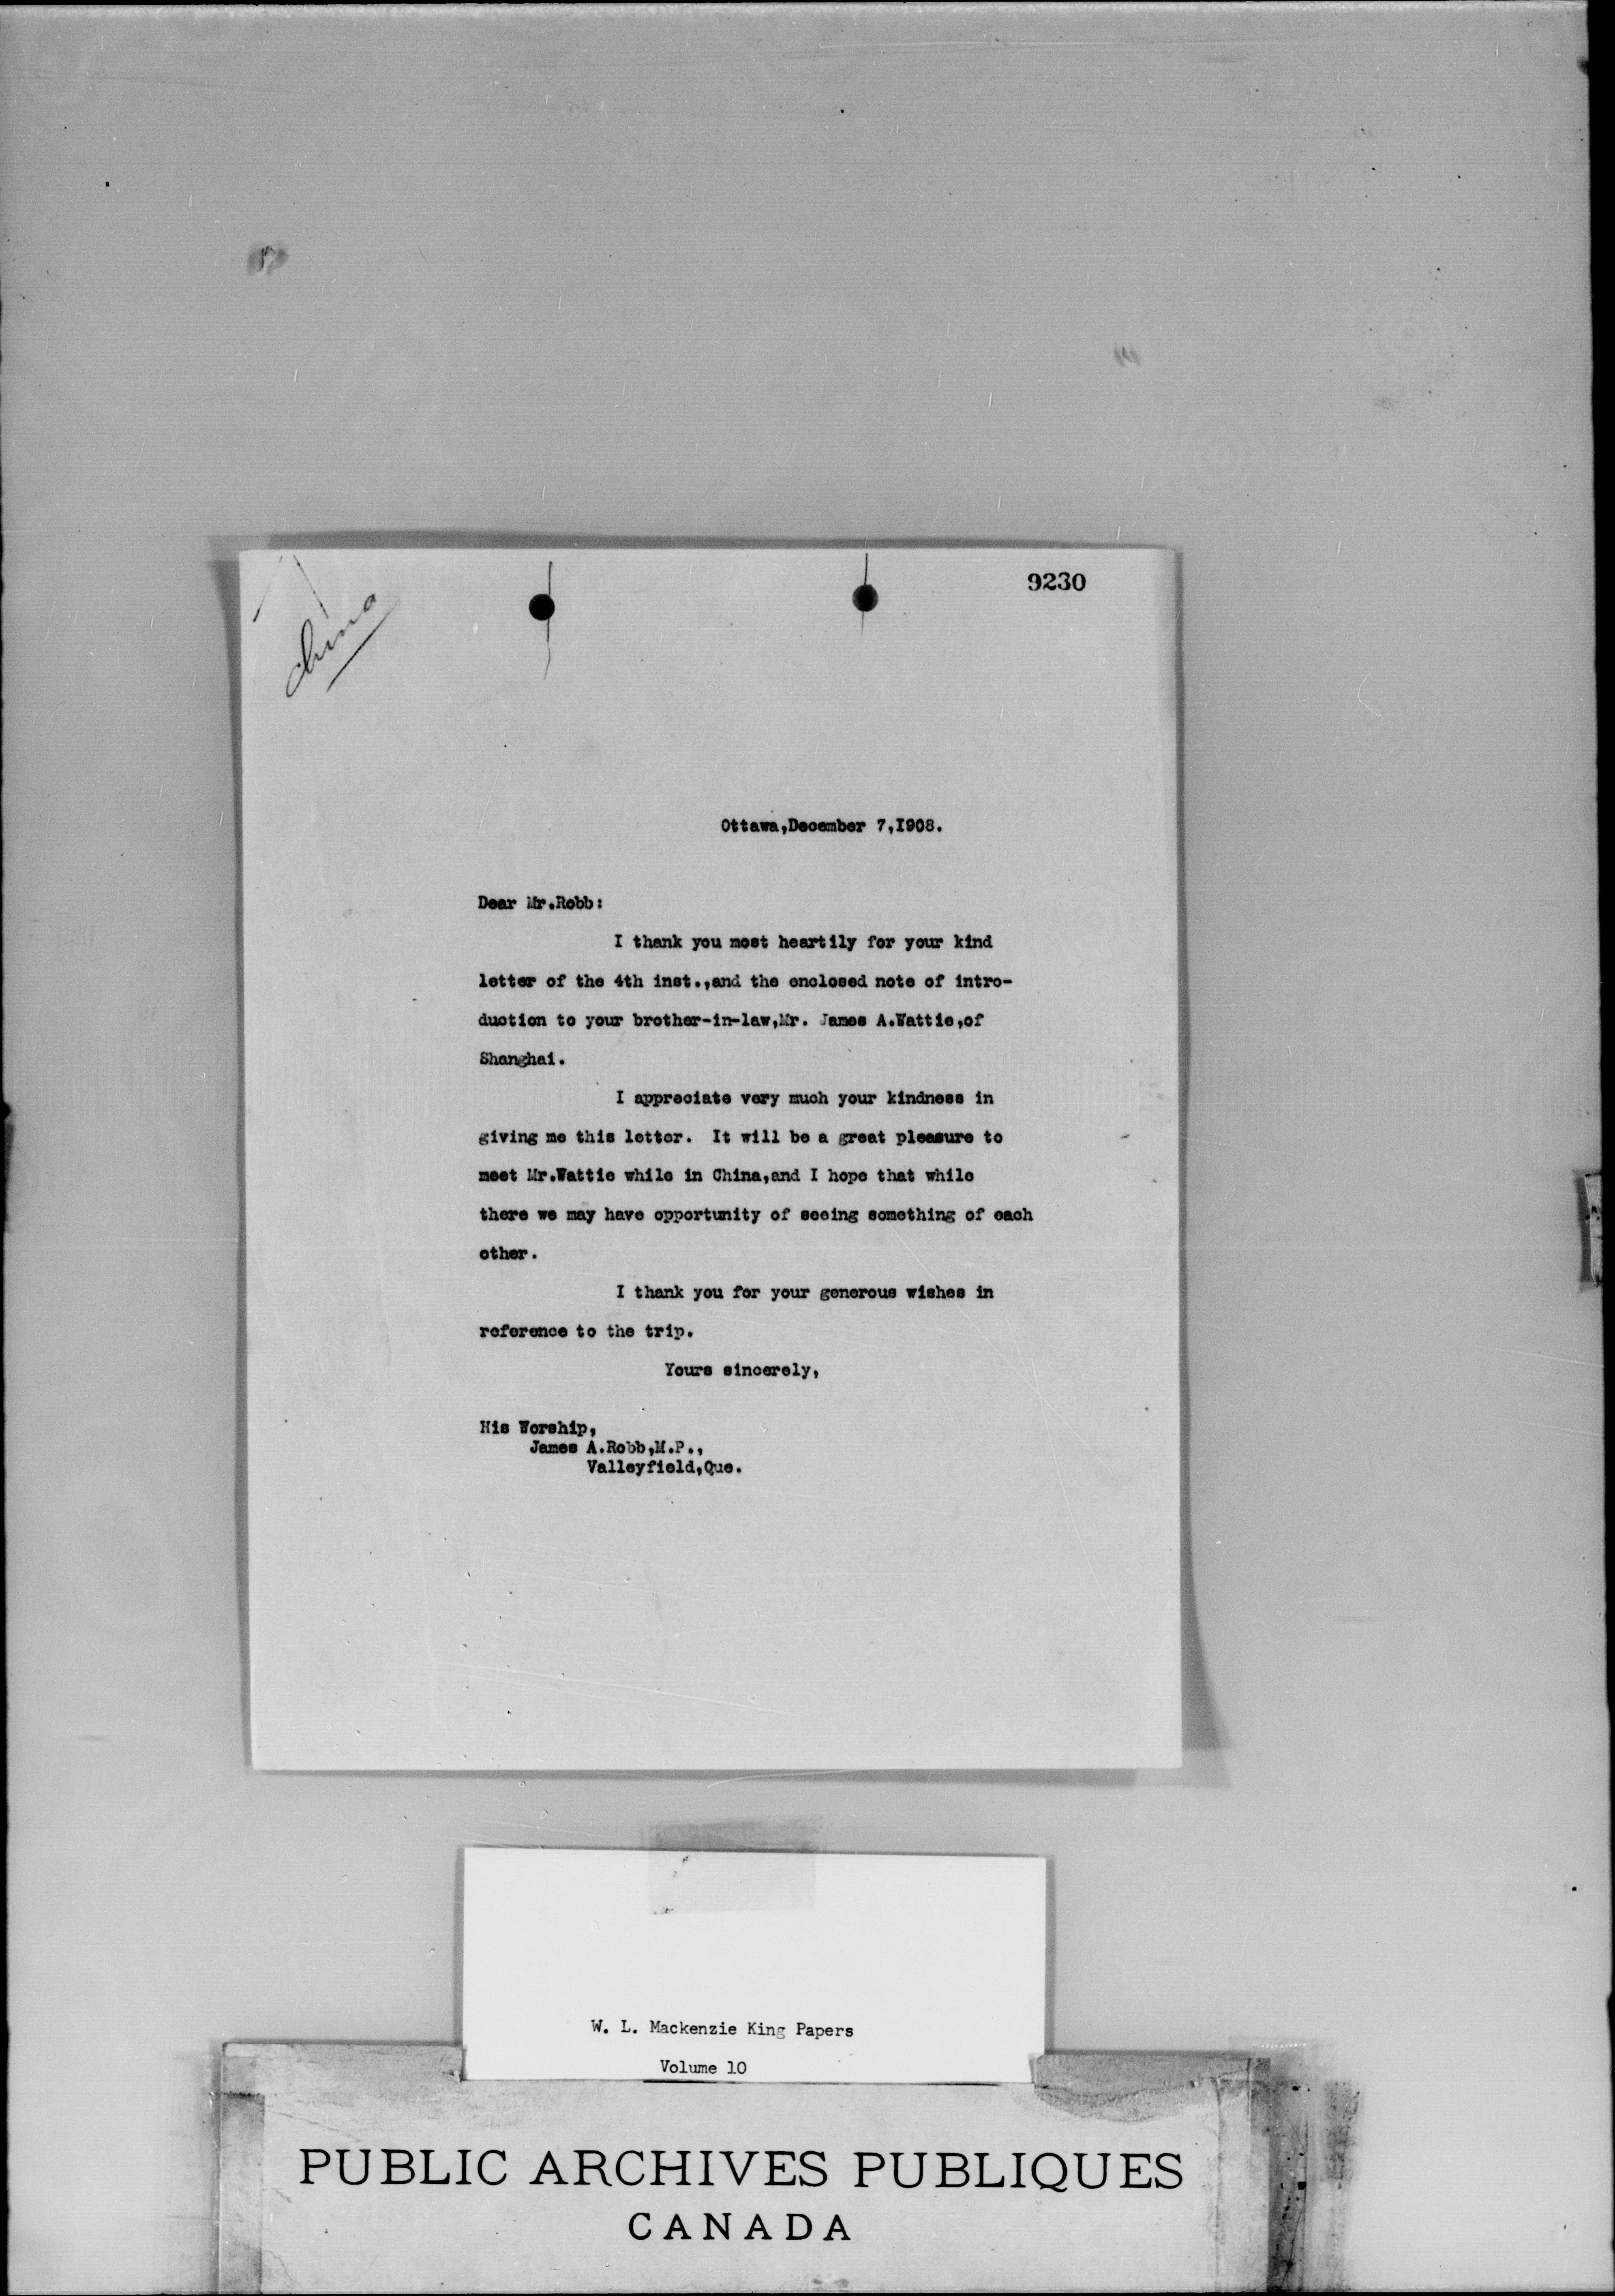 9230
China
Ottawa,December 7,I908.
Dear Mr.Robb:
I thank you most heartily for your kind
letter of the 4th inst.,and the enclosed note of intro-
duction to your brother-in-law,Mr. James A.Wattie,of
Shanghai.
I appreciate very much your kindness in
giving me this letter. It will be a great pleasure to
meet Mr.Wattie while in China,and I hope that while
there we may have opportunity of seeing something of each
other.
I thank you for your generous wishes in
reference to the trip.
Yours sincerely,
His Worship,
James A.Robb,M.P.,
Valleyfield,Que.
W. L. Mackenzie King Papers
Volume 10
PUBLIC ARCHIVES PUBLIQUES
CANADA